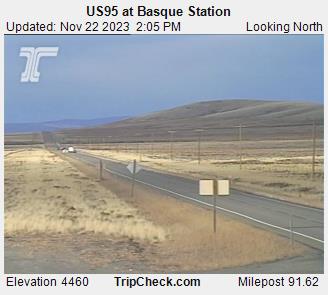 US95 at Basque Station
Updated: Nov 22 2023  2:05 PM Looking North
Elevation 4460 TripCheck.com Milepost 91.62